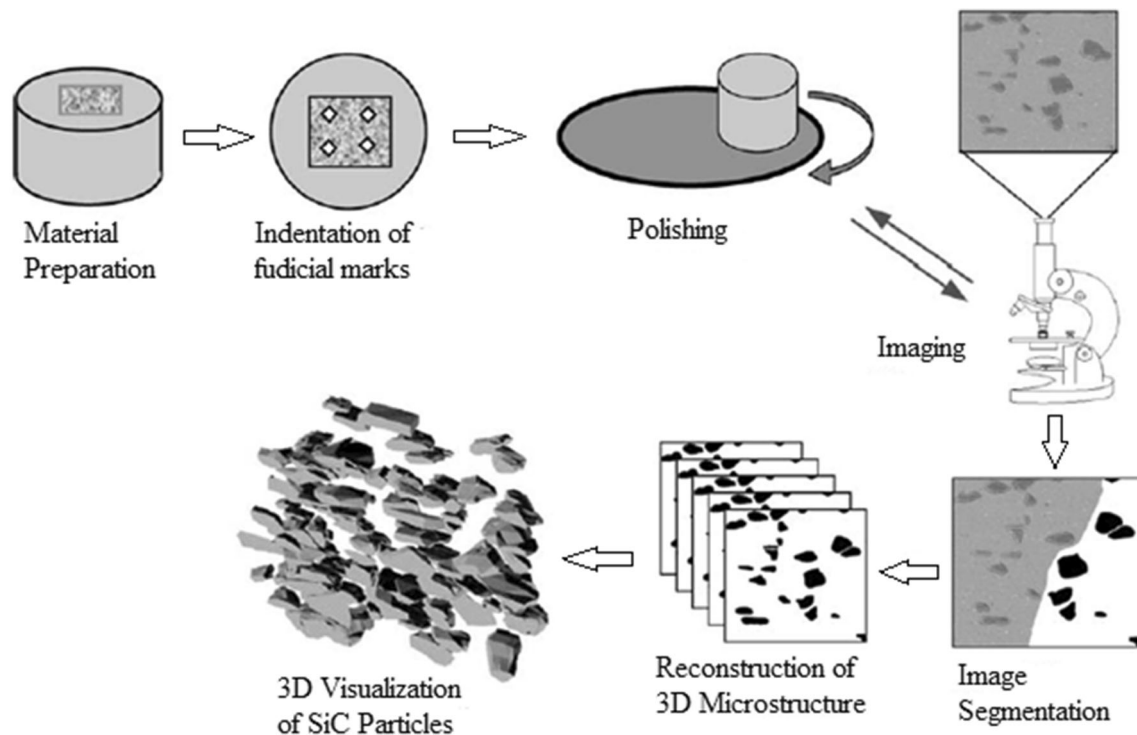 Material
Preparation
Indentation of
fudicial marks
Polishing
Imaging
Image
Segmentation
Reconstruction of
3D Microstructure
3D Visualization
of SiC Particles